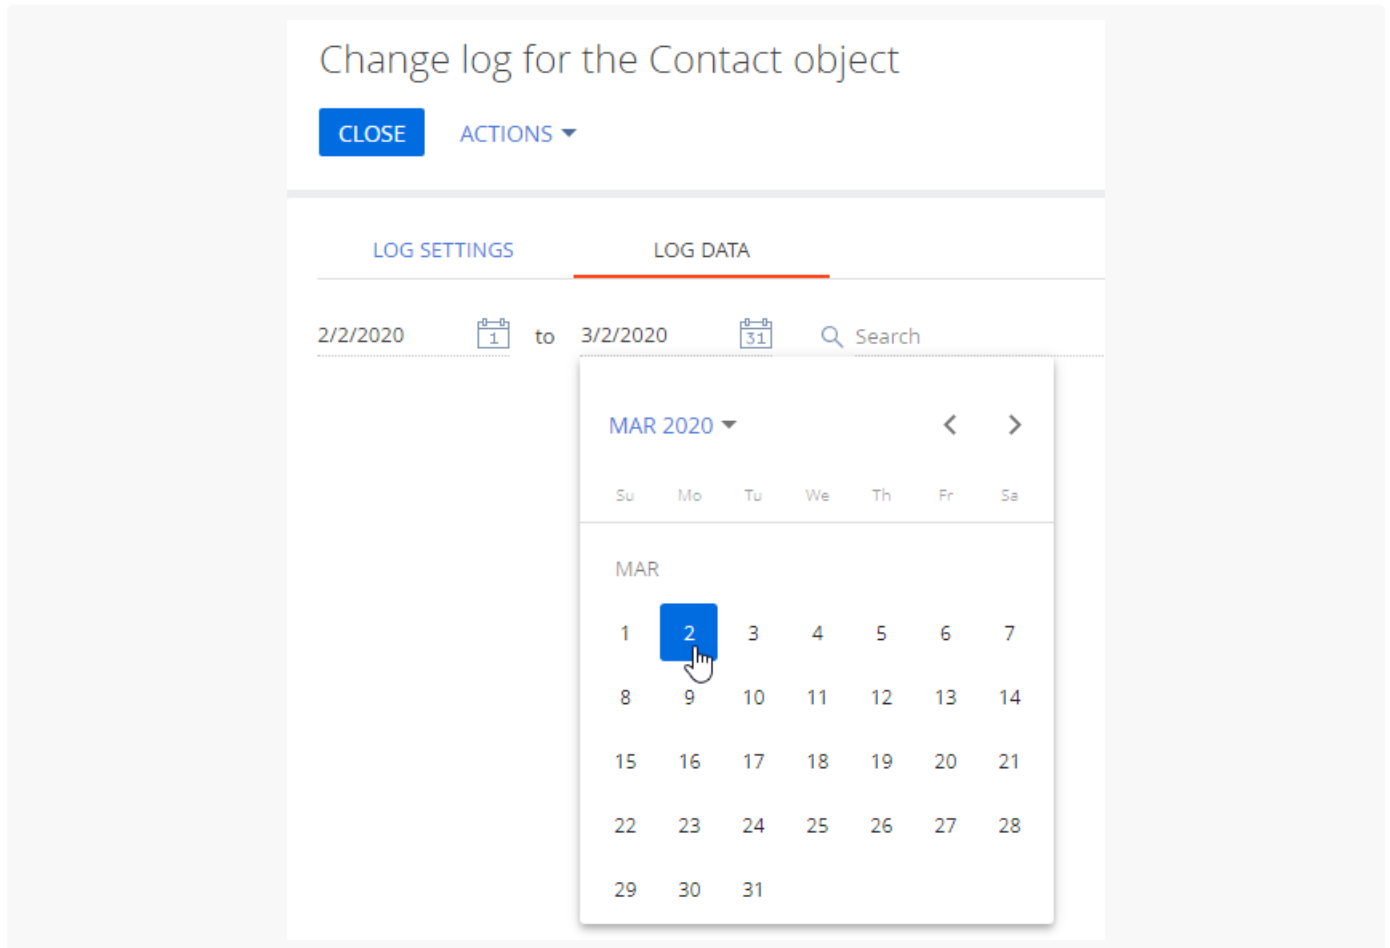 Change log for the Contact object
CLOSE ACTIONS
LOG SETTINGS LOG DATA
2/2/2020 1 to 3/2/2020 31 Search
MAR 2020
Su Mo Tu We Th Fr Sa
MAR
1 2 3 4 5 6 7
8 9 10 11 12 13 14
15 16 17 18 19 20 21
22 23 24 25 26 27 28
29 30 31